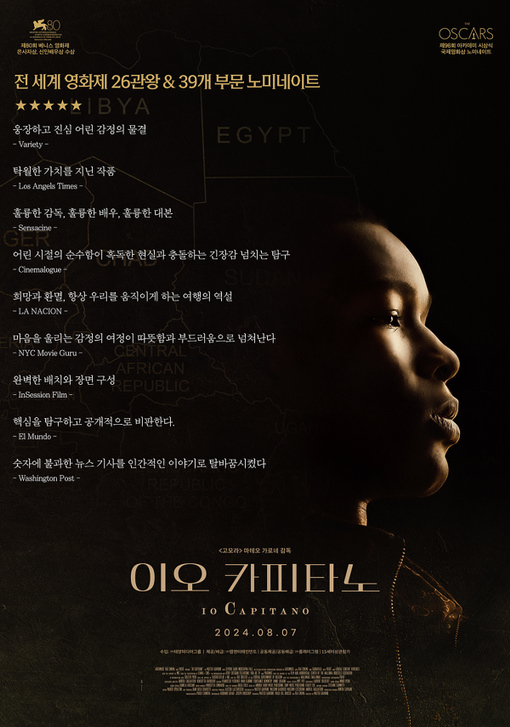 80
제80회 베니스 영화제
은사자상, 신인배우상 수상
THE
OSCARS
제96회 아카데미 시상식
국제영화상 노미네이트
전 세계 영화제 26관왕 & 39개 부문 노미네이트
★★★★★
LIBYA
EGYPT
웅장하고 진심 어린 감정의 물결
- Variety -
탁월한 가치를 지닌 작품
- Los Angels Times -
훌륭한 감독, 훌륭한 배우, 훌륭한 대본
- Sensacine -
NIGER
CHAD
SUDAN
어린 시절의 순수함이 혹독한 현실과 충돌하는 긴장감 넘치는 탐구
- Cinemalogue -
희망과 환멸, 항상 우리를 움직이게 하는 여행의 역설
- LA NACION -
마음을 울리는 감정의 여정이 따뜻함과 부드러움으로 넘쳐난다
- NYC Movie Guru -
CENTRAL
AFRICAN
REPUBLIC
완벽한 배치와 장면 구성
- InSession Film -
핵심을 탐구하고 공개적으로 비판한다.
- El Mundo -
숫자에 불과한 뉴스 기사를 인간적인 이야기로 탈바꿈시켰다
- Washington Post -
<고모라> 마테오 가로네 감독
이오 카피타노
IO CAPITANO
2024.08.07